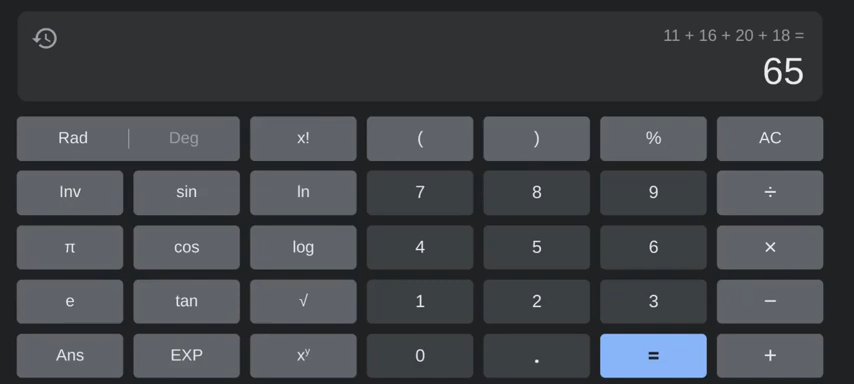 11 + 16 + 20 + 18 =
65
Rad | Deg x! ( ) % AC
Inv sin ln 7 8 9 ÷
π cos log 4 5 6 ×
e tan √ 1 2 3 −
Ans EXP xʸ 0 . = +